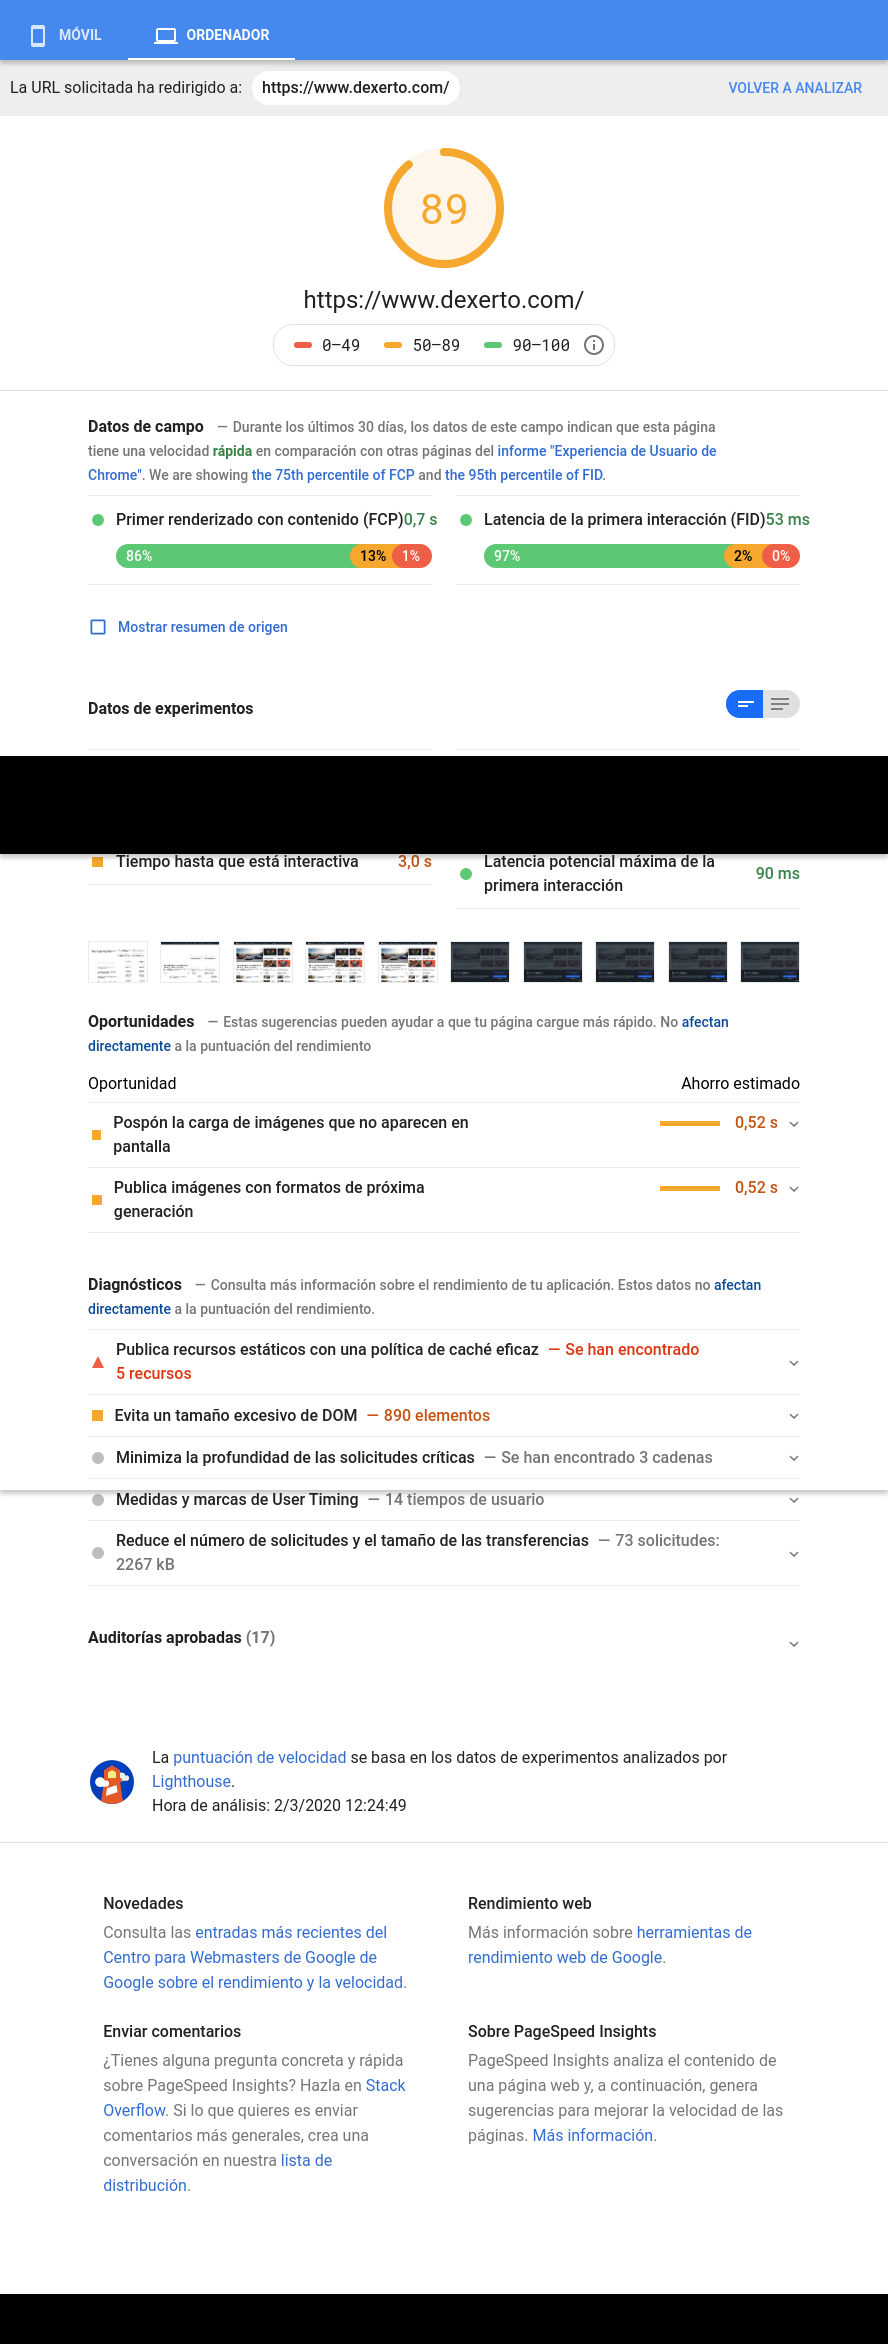 MÓVIL
ORDENADOR
La URL solicitada ha redirigido a: https://www.dexerto.com/ VOLVER A ANALIZAR
89
https://www.dexerto.com/
0–49 50–89 90–100
Datos de campo — Durante los últimos 30 días, los datos de este campo indican que esta página
tiene una velocidad rápida en comparación con otras páginas del informe "Experiencia de Usuario de
Chrome". We are showing the 75th percentile of FCP and the 95th percentile of FID.
Primer renderizado con contenido (FCP)0,7 s
86% 13% 1%
Latencia de la primera interacción (FID)53 ms
97% 2% 0%
Mostrar resumen de origen
Datos de experimentos
Tiempo hasta que está interactiva 3,0 s
Latencia potencial máxima de la
primera interacción
90 ms
Oportunidades — Estas sugerencias pueden ayudar a que tu página cargue más rápido. No afectan
directamente a la puntuación del rendimiento
Oportunidad Ahorro estimado
Pospón la carga de imágenes que no aparecen en
pantalla
0,52 s
Publica imágenes con formatos de próxima
generación
0,52 s
Diagnósticos — Consulta más información sobre el rendimiento de tu aplicación. Estos datos no afectan
directamente a la puntuación del rendimiento.
Publica recursos estáticos con una política de caché eficaz — Se han encontrado
5 recursos
Evita un tamaño excesivo de DOM — 890 elementos
Minimiza la profundidad de las solicitudes críticas — Se han encontrado 3 cadenas
Medidas y marcas de User Timing — 14 tiempos de usuario
Reduce el número de solicitudes y el tamaño de las transferencias — 73 solicitudes:
2267 kB
Auditorías aprobadas (17)
La puntuación de velocidad se basa en los datos de experimentos analizados por
Lighthouse.
Hora de análisis: 2/3/2020 12:24:49
Novedades
Consulta las entradas más recientes del
Centro para Webmasters de Google de
Google sobre el rendimiento y la velocidad.
Rendimiento web
Más información sobre herramientas de
rendimiento web de Google.
Enviar comentarios
¿Tienes alguna pregunta concreta y rápida
sobre PageSpeed Insights? Hazla en Stack
Overflow. Si lo que quieres es enviar
comentarios más generales, crea una
conversación en nuestra lista de
distribución.
Sobre PageSpeed Insights
PageSpeed Insights analiza el contenido de
una página web y, a continuación, genera
sugerencias para mejorar la velocidad de las
páginas. Más información.